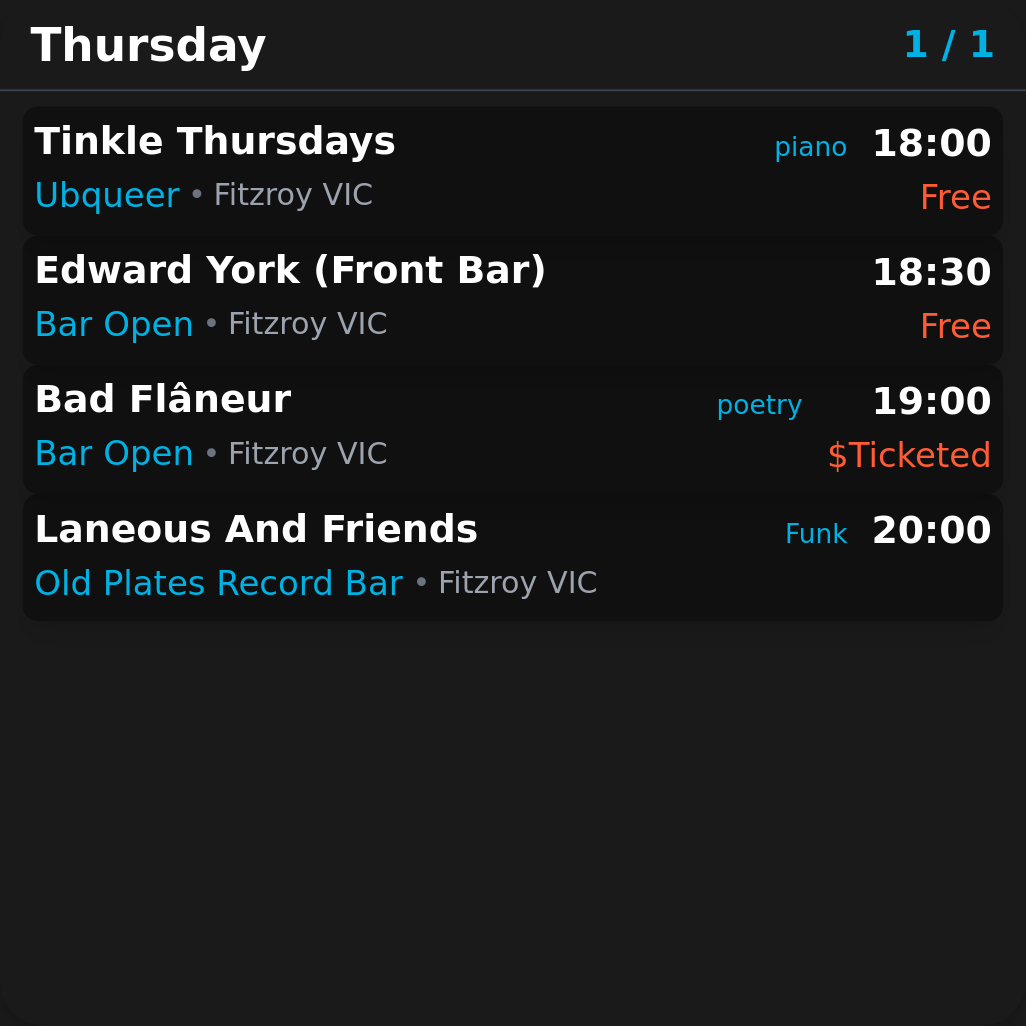 Thursday 1 / 1
Tinkle Thursdays piano 18:00
Ubqueer • Fitzroy VIC Free
Edward York (Front Bar) 18:30
Bar Open • Fitzroy VIC Free
Bad Flâneur poetry 19:00
Bar Open • Fitzroy VIC $Ticketed
Laneous And Friends Funk 20:00
Old Plates Record Bar • Fitzroy VIC